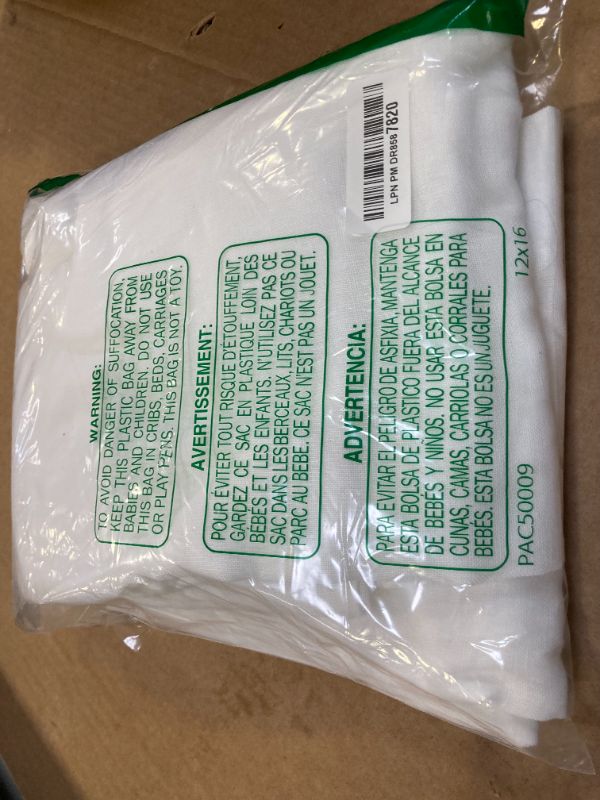 LPN PM DR8587820
WARNING:
TO AVOID DANGER OF SUFFOCATION,
KEEP THIS PLASTIC BAG AWAY FROM
BABIES AND CHILDREN. DO NOT USE
THIS BAG IN CRIBS, BEDS, CARRIAGES
OR PLAY PENS. THIS BAG IS NOT A TOY.
AVERTISSEMENT:
POUR ÉVITER TOUT RISQUE D'ÉTOUFFEMENT,
GARDEZ CE SAC EN PLASTIQUE LOIN DES
BEBES ET LES ENFANTS. N'UTILISEZ PAS CE
SAC DANS LES BERCEAUX, LITS, CHARIOTS OU
PARC AU BEBE. CE SAC N'EST PAS UN JOUET.
ADVERTENCIA:
PARA EVITAR EL PELIGRO DE ASFIXIA, MANTENGA
ESTA BOLSA DE PLASTICO FUERA DEL ALCANCE
DE BEBÉS Y NIÑOS. NO USAR ESTA BOLSA EN
CUNAS, CAMAS, CARRIOLAS O CORRALES PARA
BEBÉS. ESTA BOLSA NO ES UN JUGUETE.
PAC50009
12x16